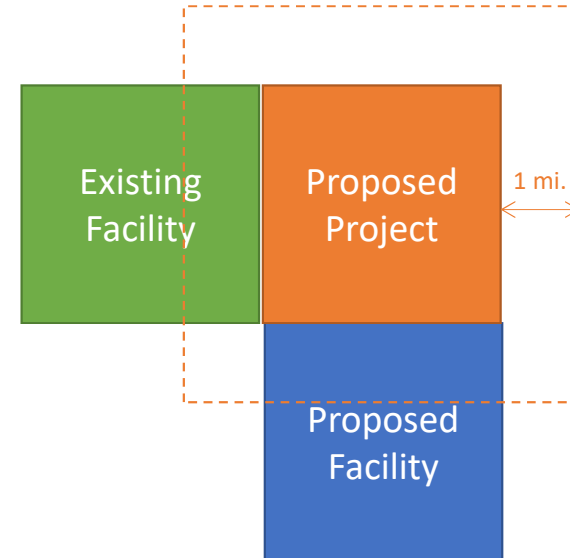 Existing
Facility
Proposed
Project
1 mi.
Proposed
Facility